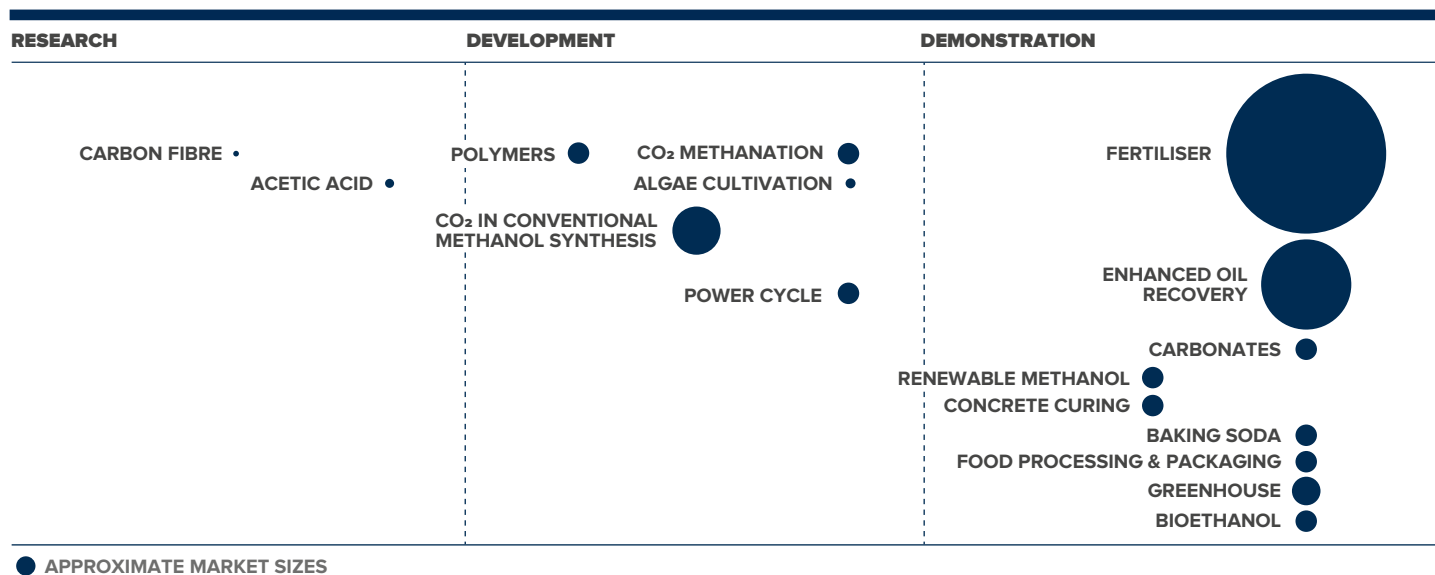 RESEARCH
DEVELOPMENT
DEMONSTRATION
CARBON FIBRE
ACETIC ACID
POLYMERS
CO₂ METHANATION
ALGAE CULTIVATION
CO₂ IN CONVENTIONAL
METHANOL SYNTHESIS
POWER CYCLE
FERTILISER
ENHANCED OIL
RECOVERY
CARBONATES
RENEWABLE METHANOL
CONCRETE CURING
BAKING SODA
FOOD PROCESSING & PACKAGING
GREENHOUSE
BIOETHANOL
APPROXIMATE MARKET SIZES